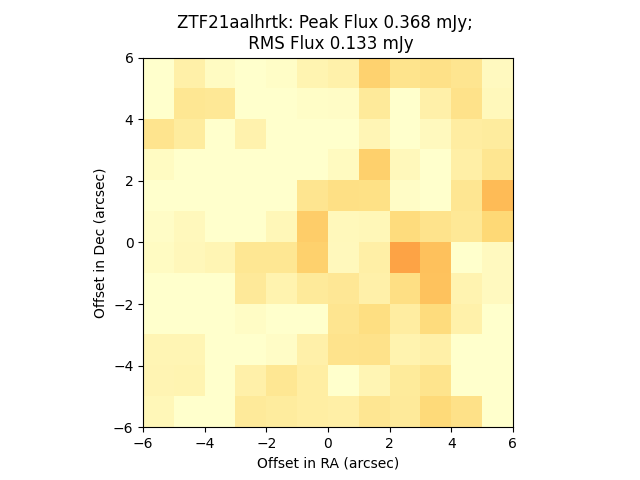 ZTF21aalhrtk: Peak Flux 0.368 mJy;
RMS Flux 0.133 mJy
6
4
2
0
−2
−4
−6
Offset in Dec (arcsec)
−6 −4 −2 0 2 4 6
Offset in RA (arcsec)